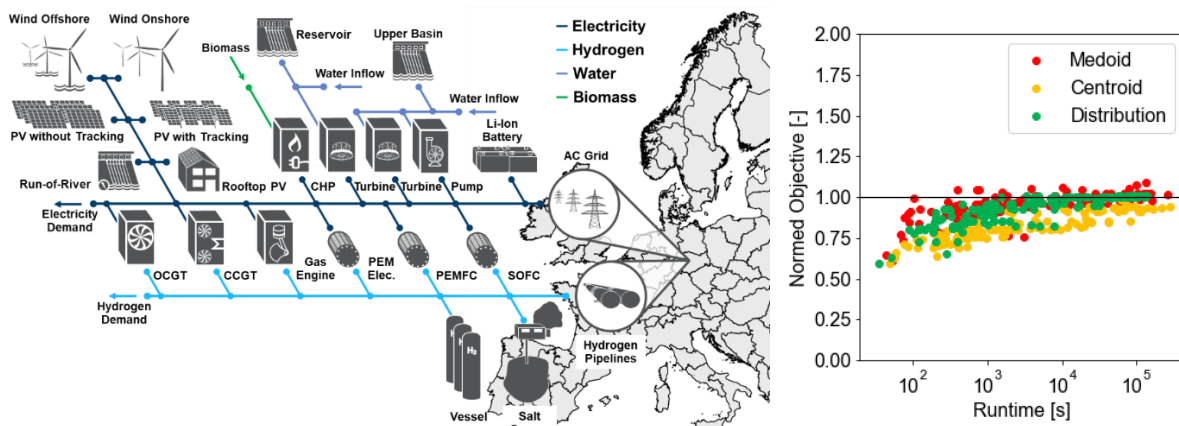 Wind Offshore
Wind Onshore
Biomass
Reservoir
Upper Basin
Water Inflow
Water Inflow
PV without Tracking
PV with Tracking
Li-Ion
Battery
Run-of-River
Rooftop PV
CHP
Turbine
Turbine
Pump
AC Grid
Electricity
Demand
OCGT
CCGT
Gas
Engine
PEM
Elec.
PEMFC
SOFC
Hydrogen
Demand
H₂
Vessel
Salt
Hydrogen
Pipelines
Electricity
Hydrogen
Water
Biomass
Normed Objective [-]
2.00
1.75
1.50
1.25
1.00
0.75
0.50
0.25
0.00
Medoid
Centroid
Distribution
10² 10³ 10⁴ 10⁵
Runtime [s]